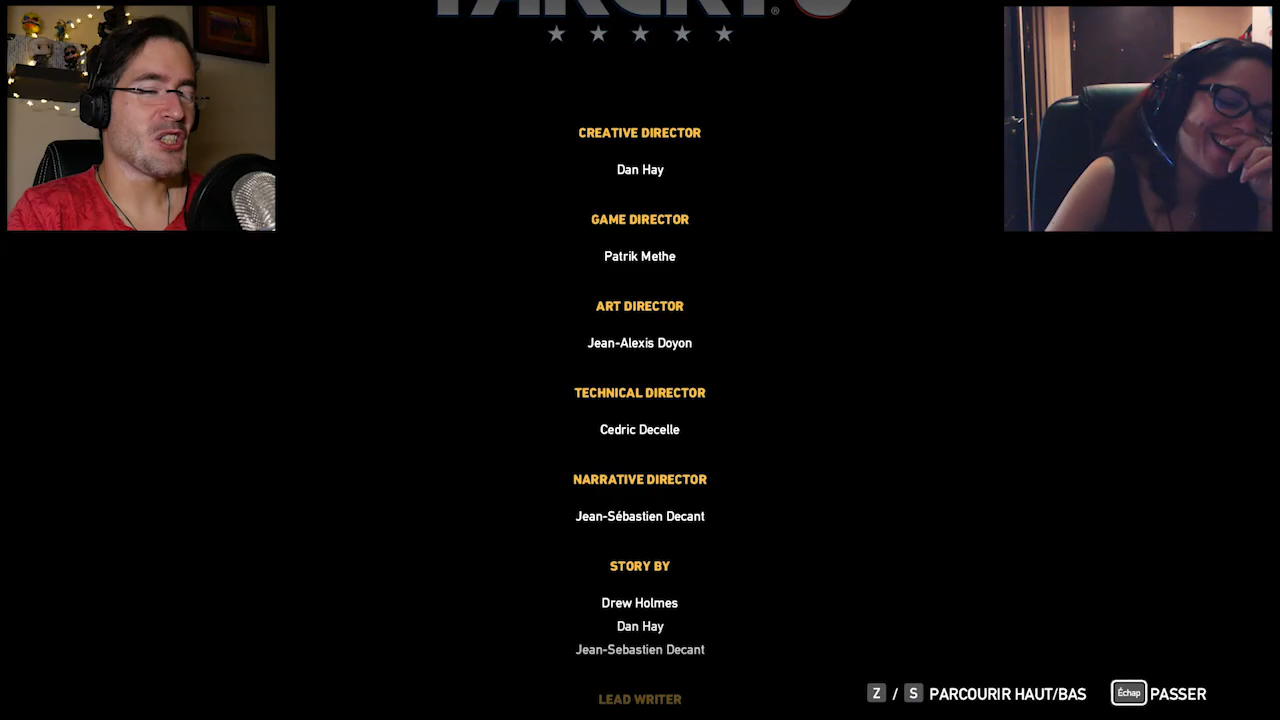 FARCRY 5®
CREATIVE DIRECTOR
Dan Hay
GAME DIRECTOR
Patrik Methe
ART DIRECTOR
Jean-Alexis Doyon
TECHNICAL DIRECTOR
Cedric Decelle
NARRATIVE DIRECTOR
Jean-Sébastien Decant
STORY BY
Drew Holmes
Dan Hay
Jean-Sebastien Decant
LEAD WRITER
Z / S PARCOURIR HAUT/BAS Échap PASSER